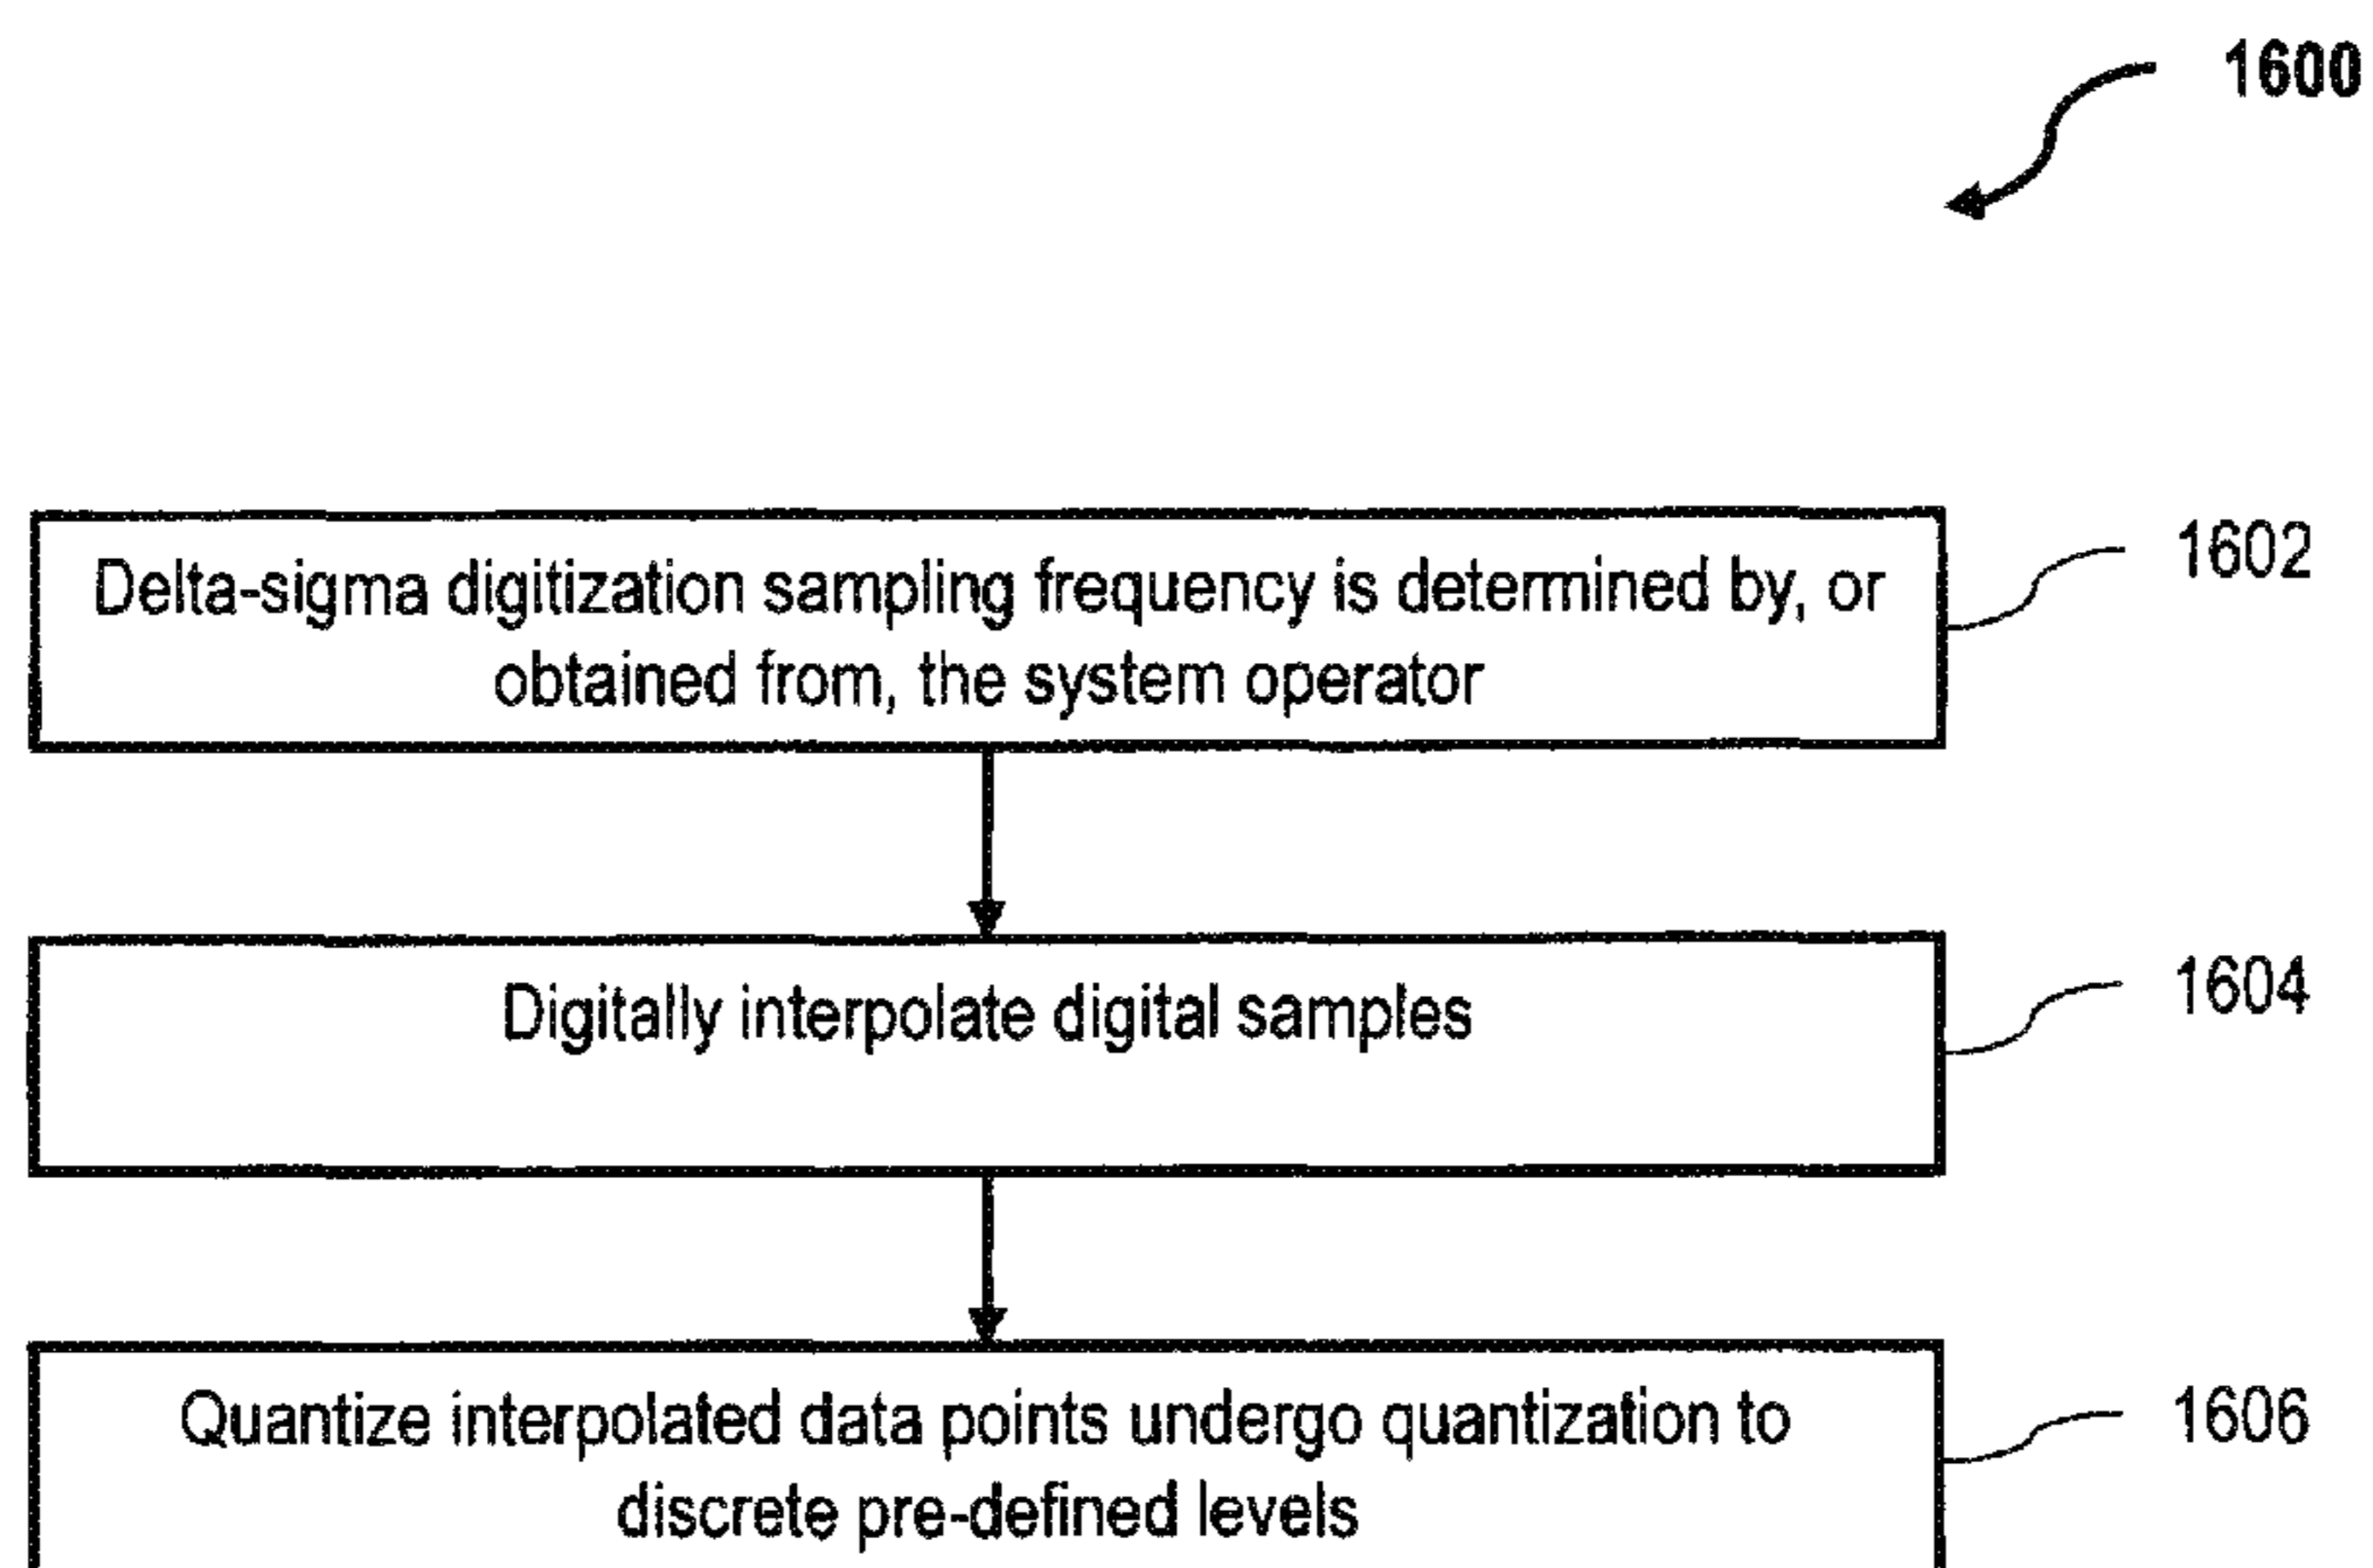 1600
Delta-sigma digitization sampling frequency is determined by, or
obtained from, the system operator
1602
Digitally interpolate digital samples
1604
Quantize interpolated data points undergo quantization to
discrete pre-defined levels
1606